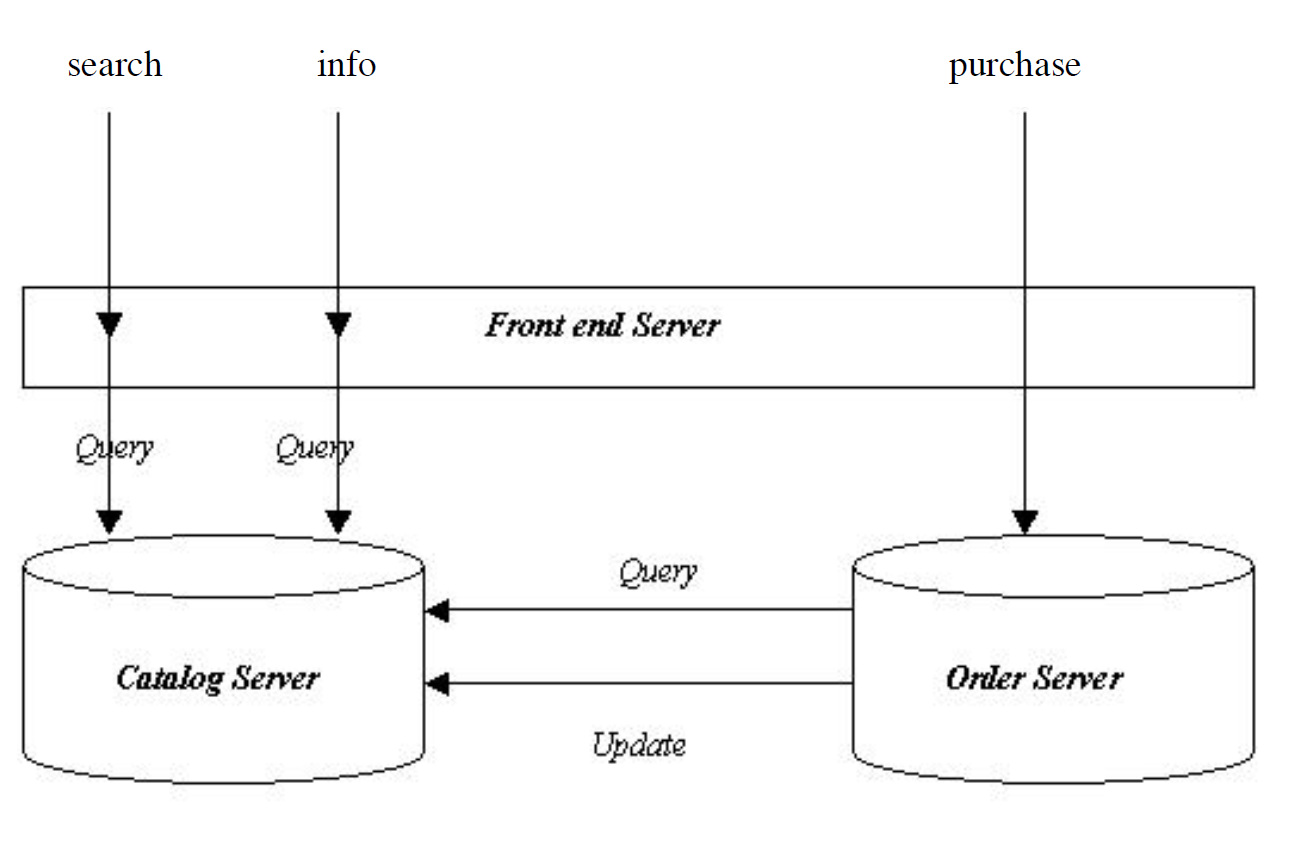 search
info
purchase
Front end Server
Query
Query
Query
Catalog Server
Order Server
Update